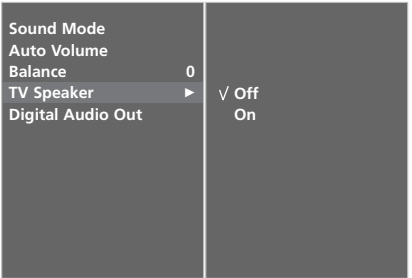 Sound Mode
Auto Volume
Balance 0
TV Speaker ► √ Off
On
Digital Audio Out